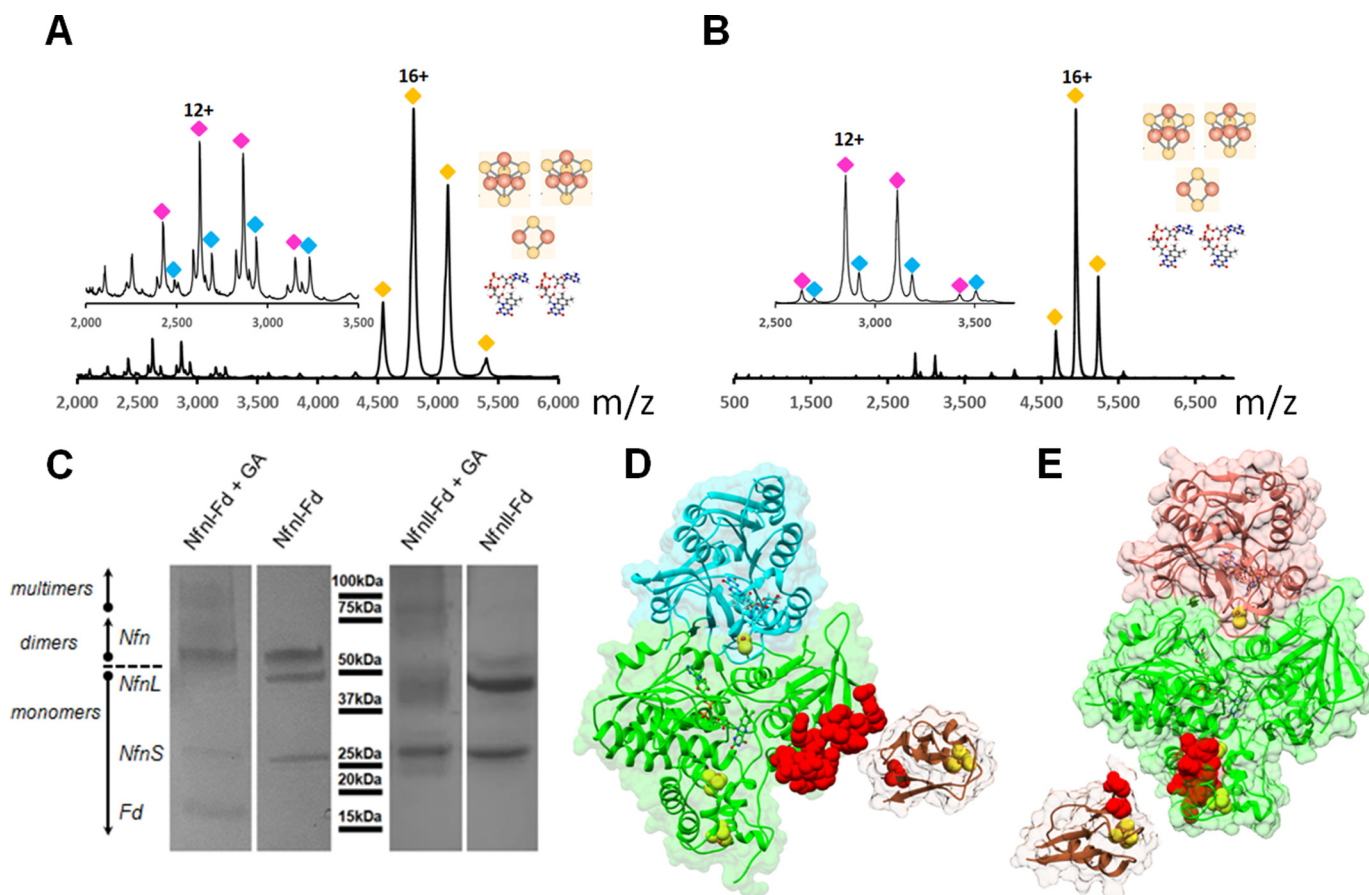 A
12+
16+
2,000 2,500 3,000 3,500
2,000 2,500 3,000 3,500 4,000 4,500 5,000 5,500 6,000 m/z
B
12+
16+
2,500 3,000 3,500
500 1,500 2,500 3,500 4,500 5,500 6,500 m/z
C
NfnI-Fd + GA
NfnI-Fd
NfnII-Fd + GA
NfnII-Fd
multimers
dimers
monomers
Nfn
NfnL
NfnS
Fd
100kDa
75kDa
50kDa
37kDa
25kDa
20kDa
15kDa
D
E